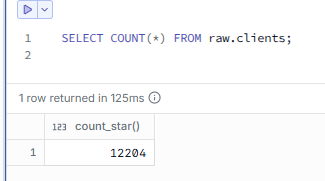 1 SELECT COUNT(*) FROM raw.clients;
2
1 row returned in 125ms
123 count_star()
1 12204